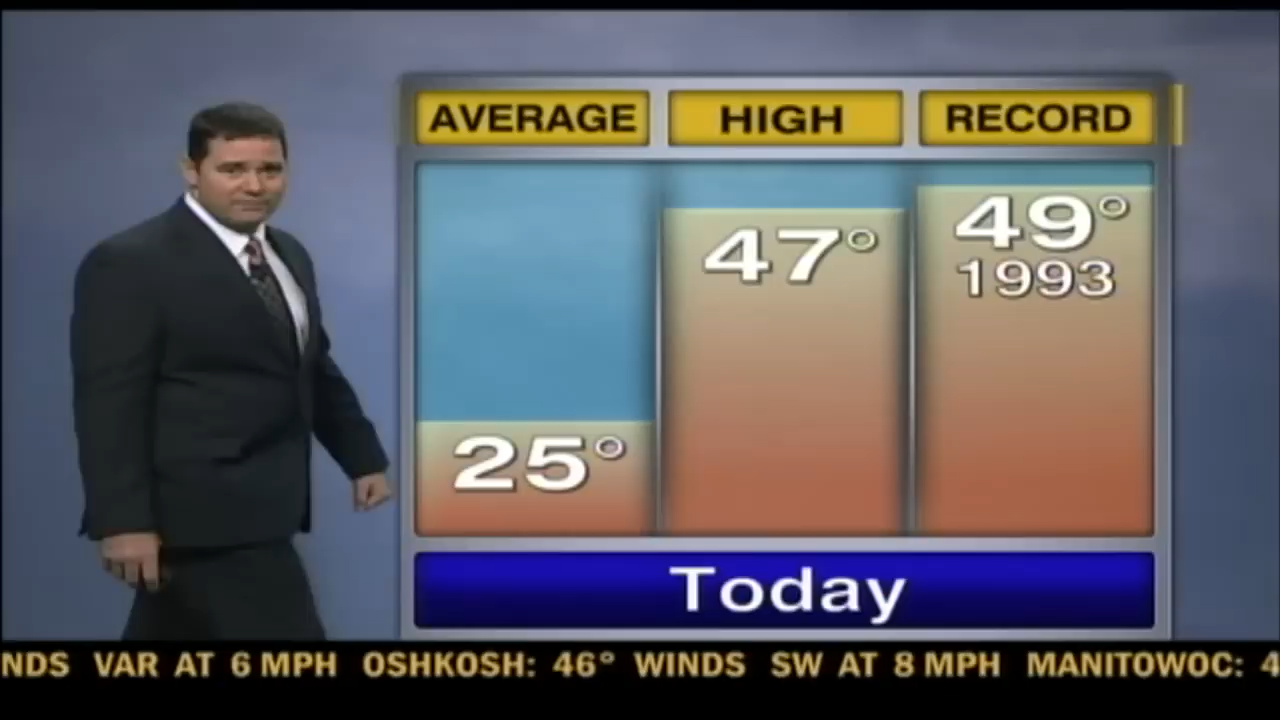 AVERAGE HIGH RECORD
47° 49°
1993
25°
Today
NDS VAR AT 6 MPH OSHKOSH: 46° WINDS SW AT 8 MPH MANITOWOC: 4